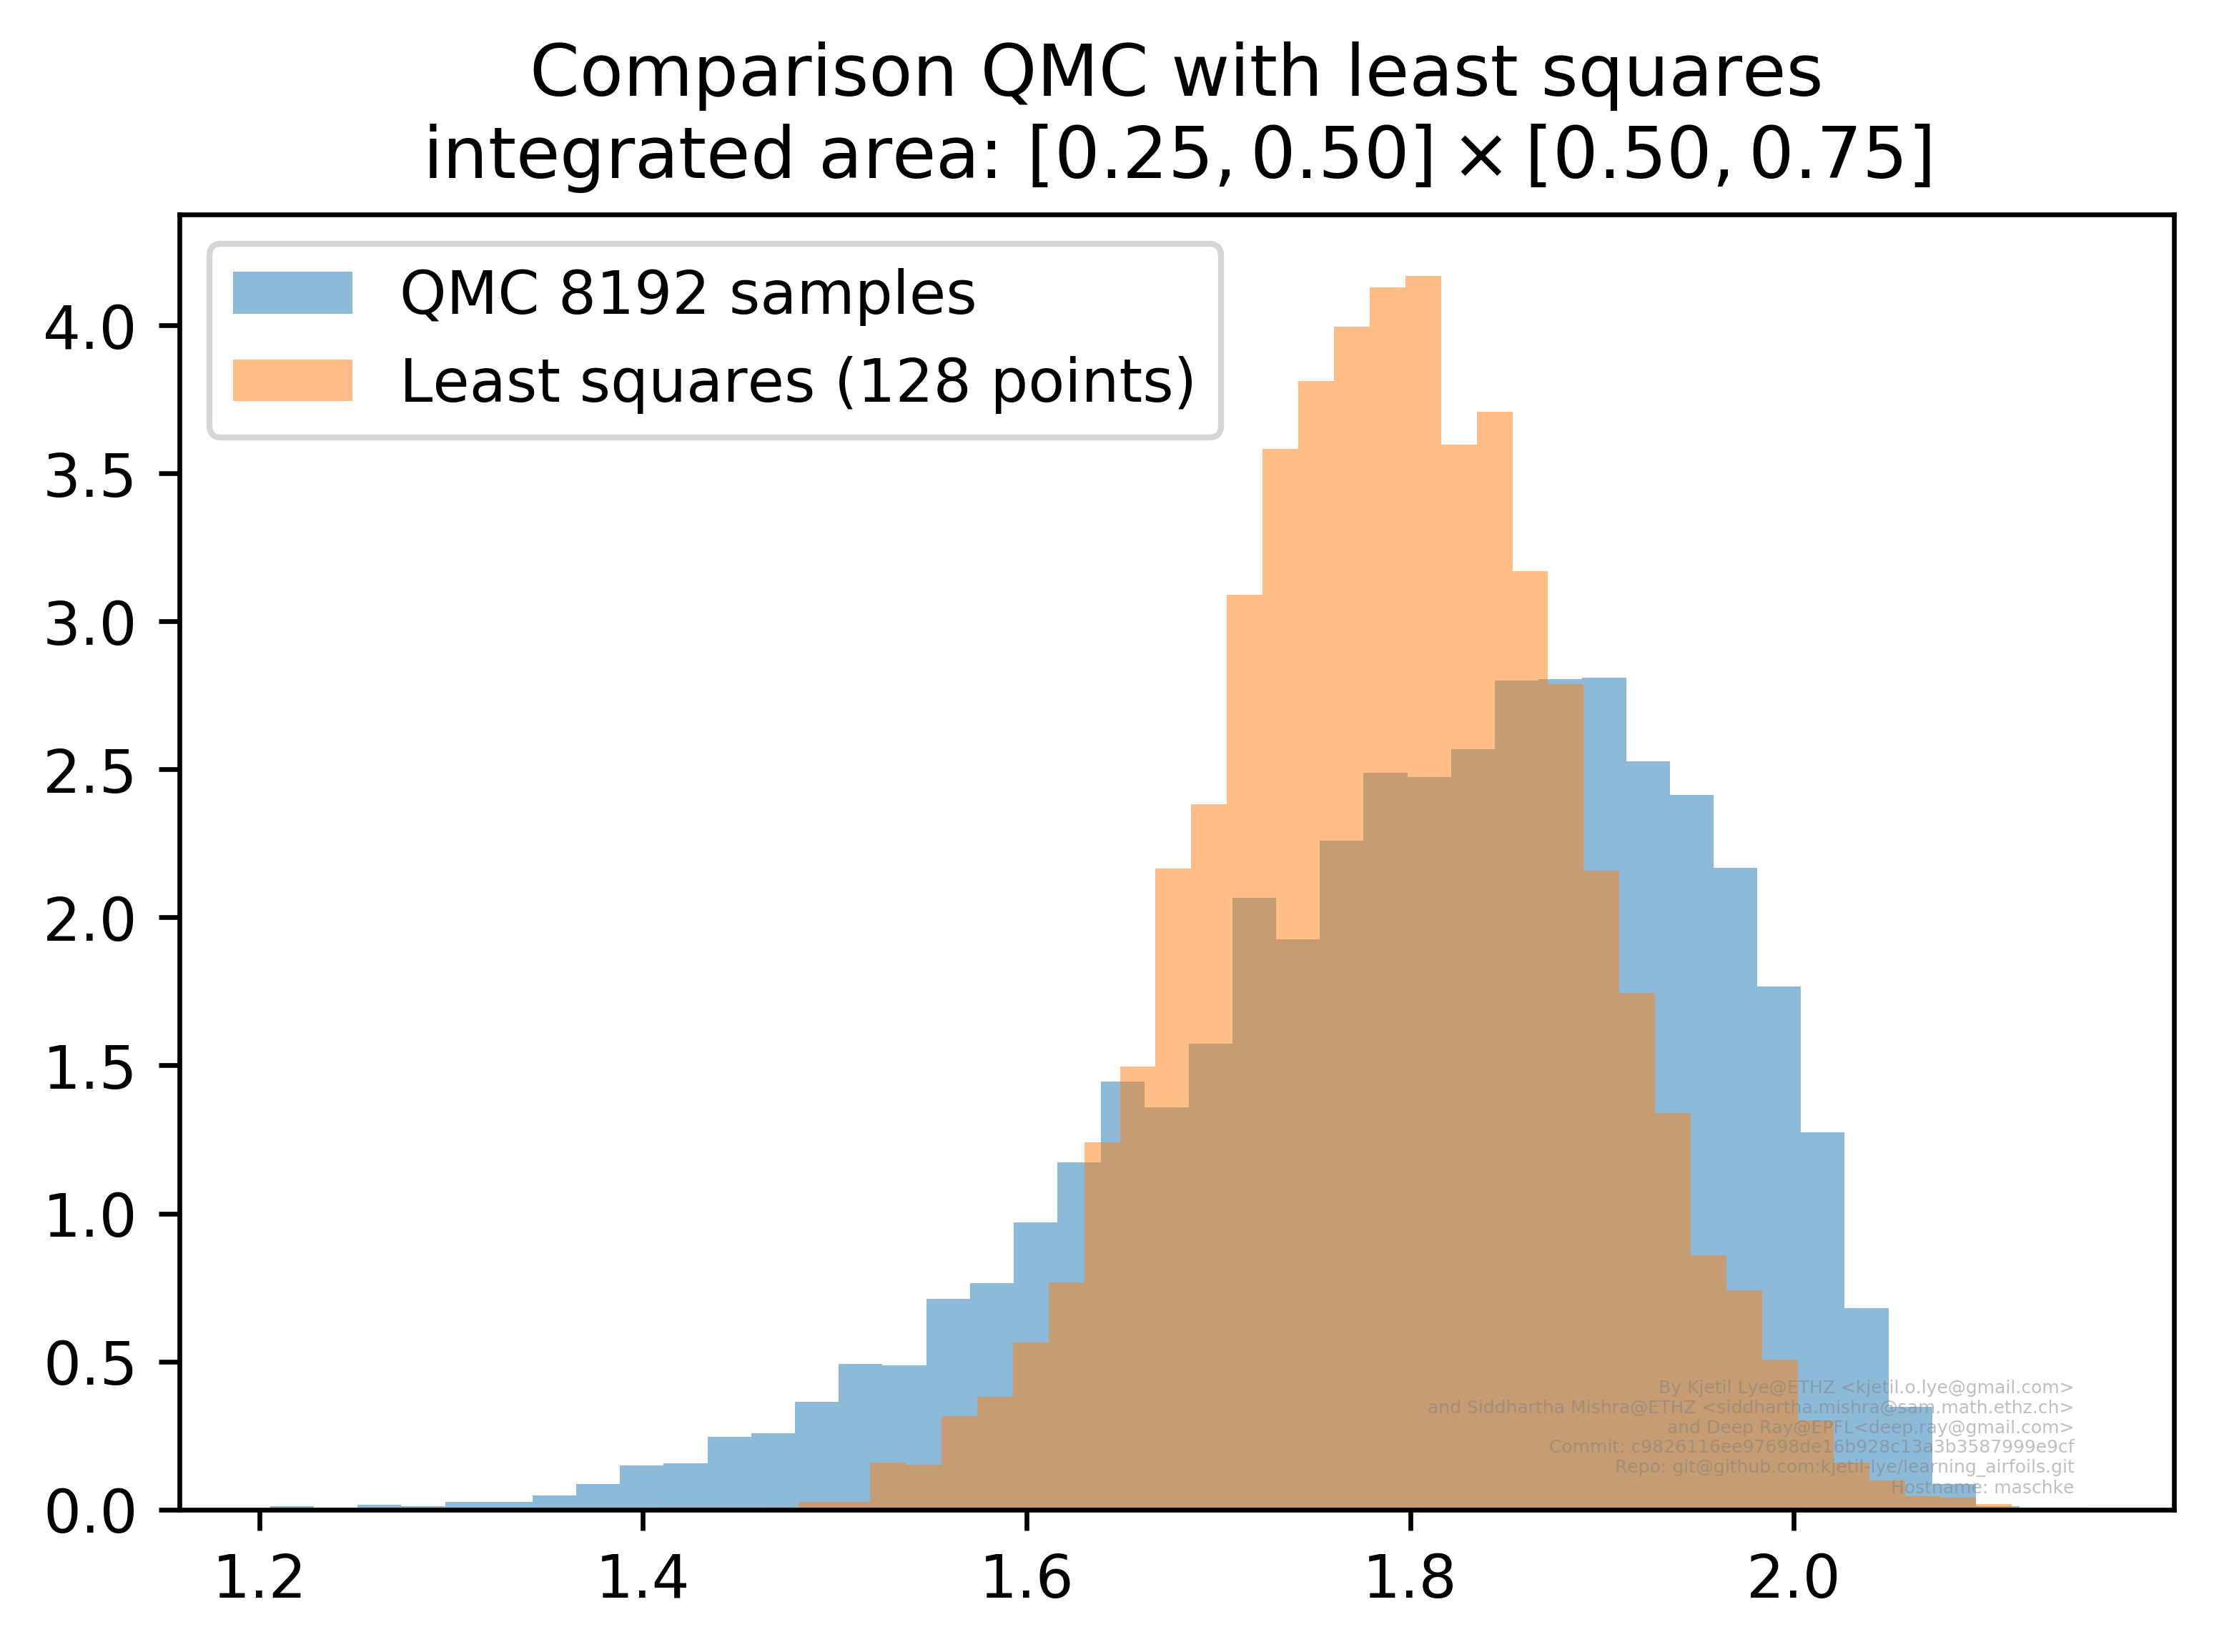 Comparison QMC with least squares
integrated area: [0.25, 0.50] × [0.50, 0.75]
QMC 8192 samples
Least squares (128 points)
4.0
3.5
3.0
2.5
2.0
1.5
1.0
0.5
0.0
1.2 1.4 1.6 1.8 2.0
By Kjetil Lye@ETHZ <kjetil.o.lye@gmail.com>
and Siddhartha Mishra@ETHZ <siddhartha.mishra@sam.math.ethz.ch>
and Deep Ray@EPFL<deep.ray@gmail.com>
Commit: c9826116ee97698de16b928c13a3b3587999e9cf
Repo: git@github.com:kjetil-lye/learning_airfoils.git
Hostname: maschke